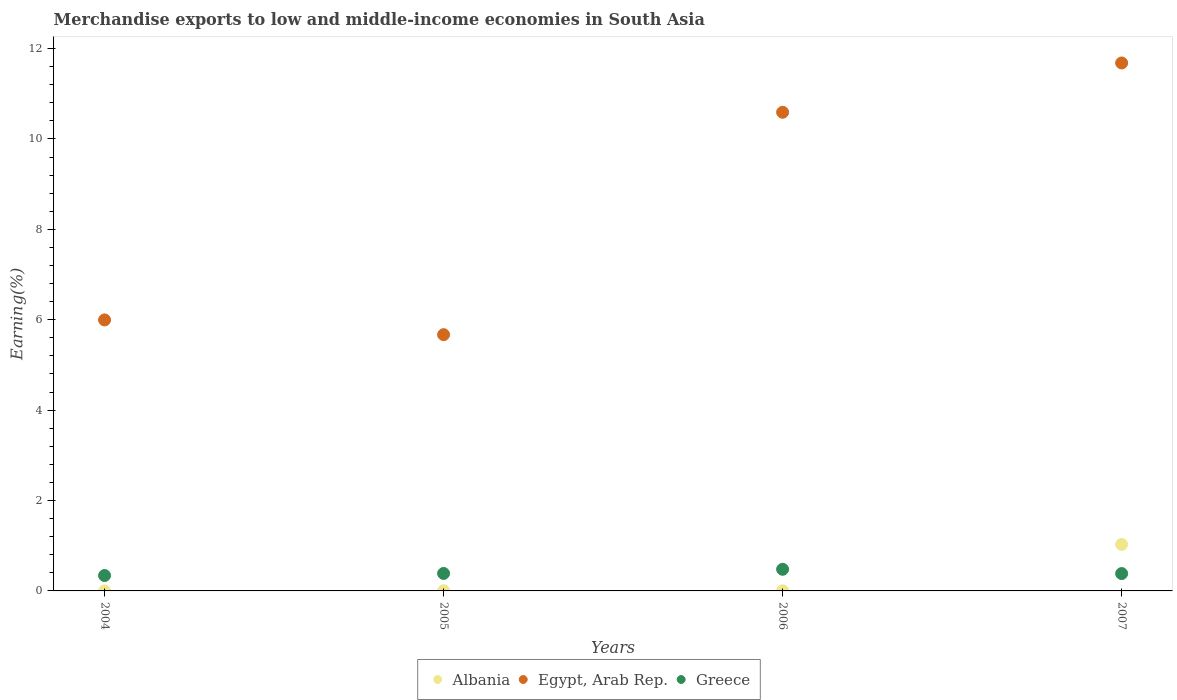 Merchandise exports to low and middle-income economies in South Asia
12
10
8
6
4
2
0
Earning(%)
2004
2005
2006
2007
Years
Albania
Egypt, Arab Rep.
Greece